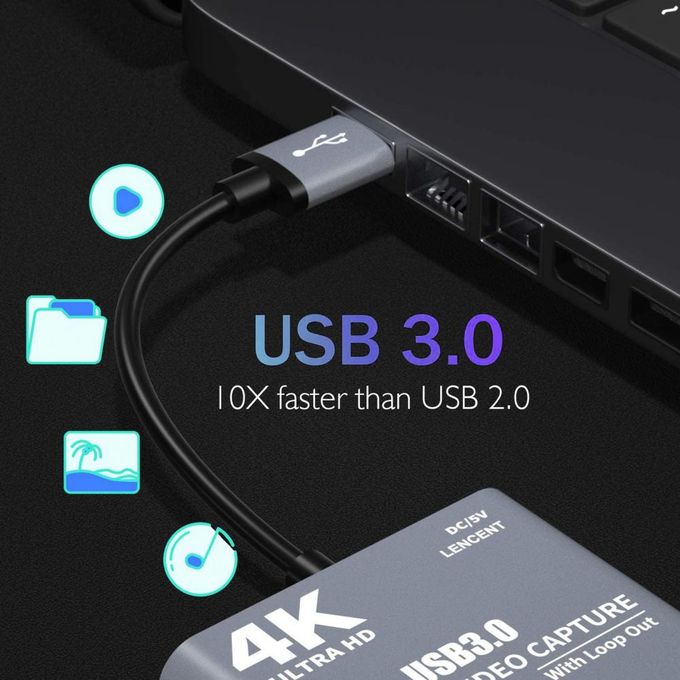 USB 3.0
10X faster than USB 2.0
DC/5V
LENCENT
4K
ULTRA HD
USB3.0
VIDEO CAPTURE
With Loop Out